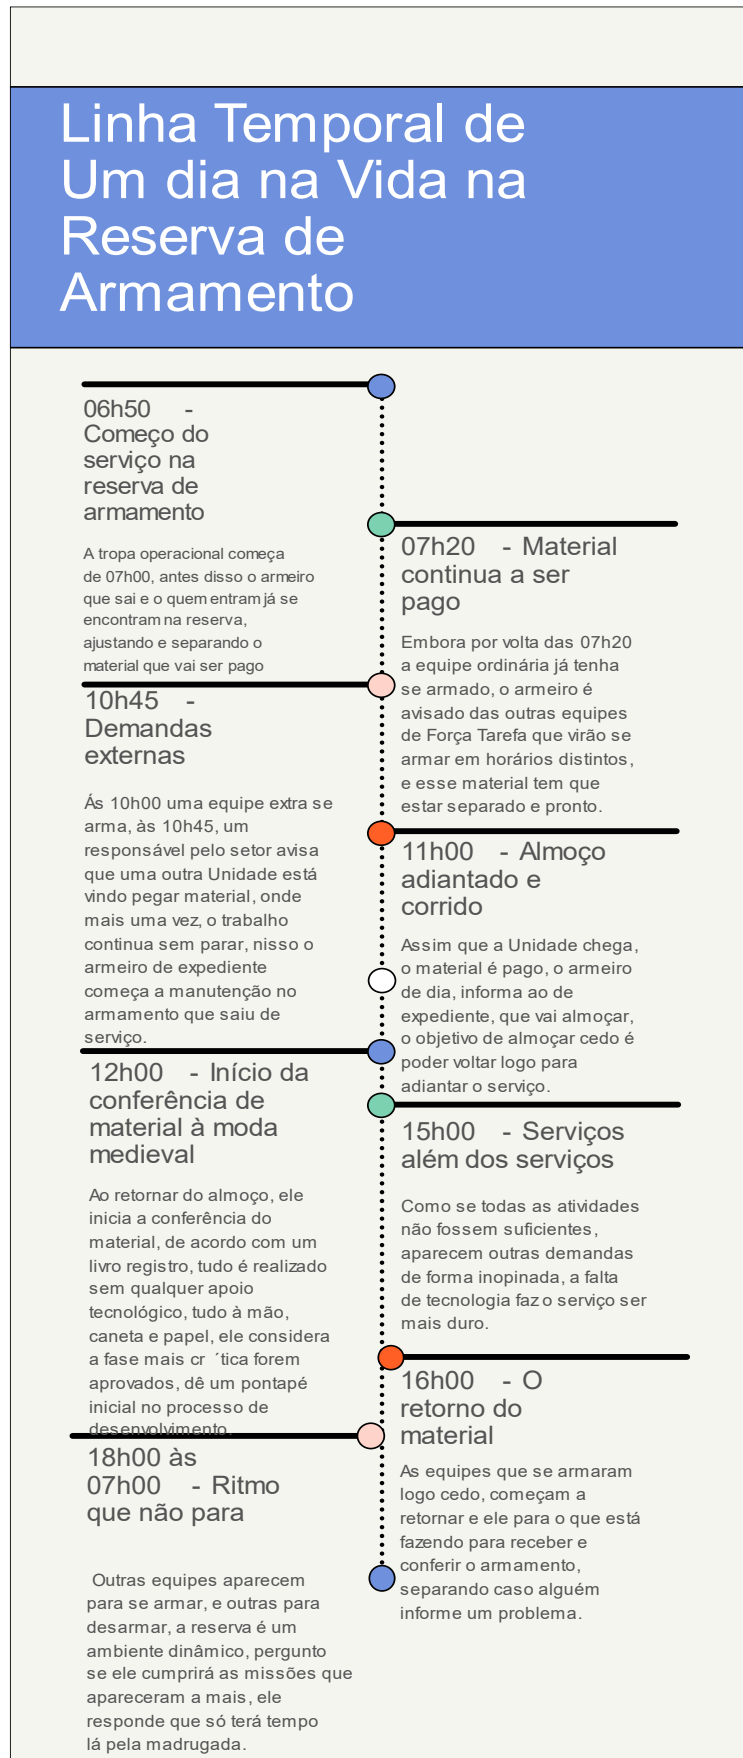 Linha Temporal de
Um dia na Vida na
Reserva de
Armamento
06h50 -
Começo do
serviço na
reserva de
armamento
A tropa operacional começa
de 07h00, antes disso o armeiro
que sai e o quem entram já se
encontram na reserva,
ajustando e separando o
material que vai ser pago
07h20 - Material
continua a ser
pago
Embora por volta das 07h20
a equipe ordinária já tenha
se armado, o armeiro é
avisado das outras equipes
de Força Tarefa que virão se
armar em horários distintos,
e esse material tem que
estar separado e pronto.
10h45 -
Demandas
externas
Ás 10h00 uma equipe extra se
arma, às 10h45, um
responsável pelo setor avisa
que uma outra Unidade está
vindo pegar material, onde
mais uma vez, o trabalho
continua sem parar, nisso o
armeiro de expediente
começa a manutenção no
armamento que saiu de
serviço.
11h00 - Almoço
adiantado e
corrido
Assim que a Unidade chega,
o material é pago, o armeiro
de dia, informa ao de
expediente, que vai almoçar,
o objetivo de almoçar cedo é
poder voltar logo para
adiantar o serviço.
12h00 - Início da
conferência de
material à moda
medieval
Ao retornar do almoço, ele
inicia a conferência do
material, de acordo com um
livro registro, tudo é realizado
sem qualquer apoio
tecnológico, tudo à mão,
caneta e papel, ele considera
a fase mais cr ´tica forem
aprovados, dê um pontapé
inicial no processo de
desenvolvimento.
15h00 - Serviços
além dos serviços
Como se todas as atividades
não fossem suficientes,
aparecem outras demandas
de forma inopinada, a falta
de tecnologia faz o serviço ser
mais duro.
16h00 - O
retorno do
material
As equipes que se armaram
logo cedo, começam a
retornar e ele para o que está
fazendo para receber e
conferir o armamento,
separando caso alguém
informe um problema.
18h00 às
07h00 - Ritmo
que não para
Outras equipes aparecem
para se armar, e outras para
desarmar, a reserva é um
ambiente dinâmico, pergunto
se ele cumprirá as missões que
apareceram a mais, ele
responde que só terá tempo
lá pela madrugada.